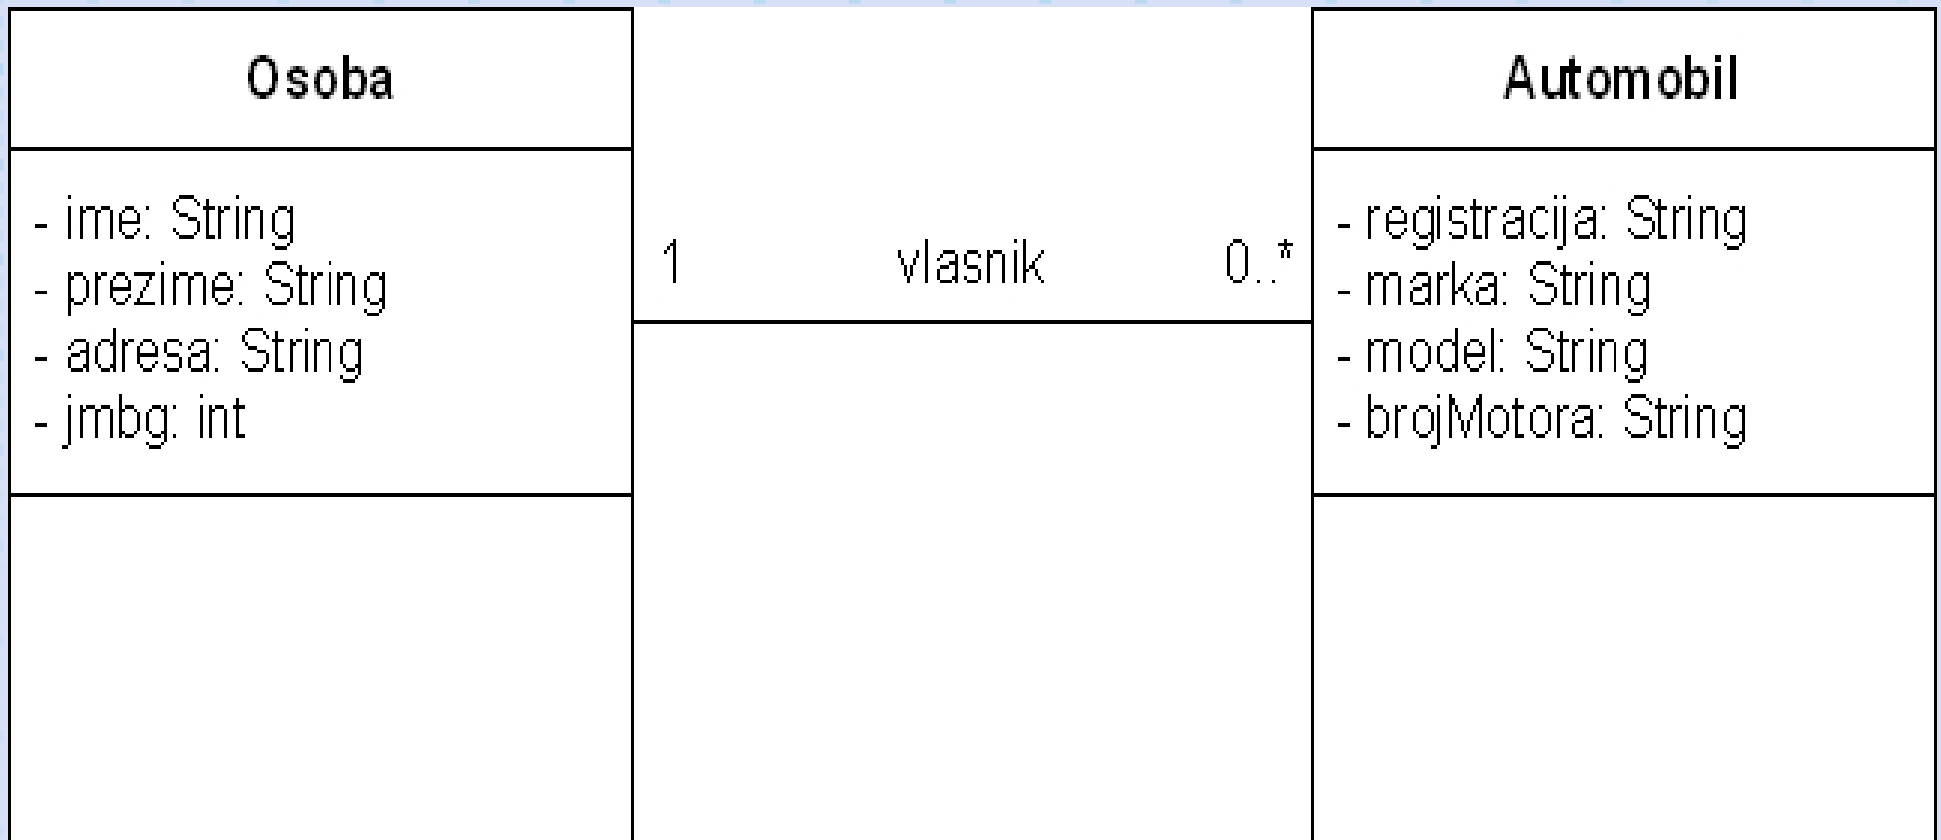 Osoba
- ime: String
- prezime: String
- adresa: String
- jmbg: int
1 vlasnik 0..*
Automobil
- registracija: String
- marka: String
- model: String
- brojMotora: String